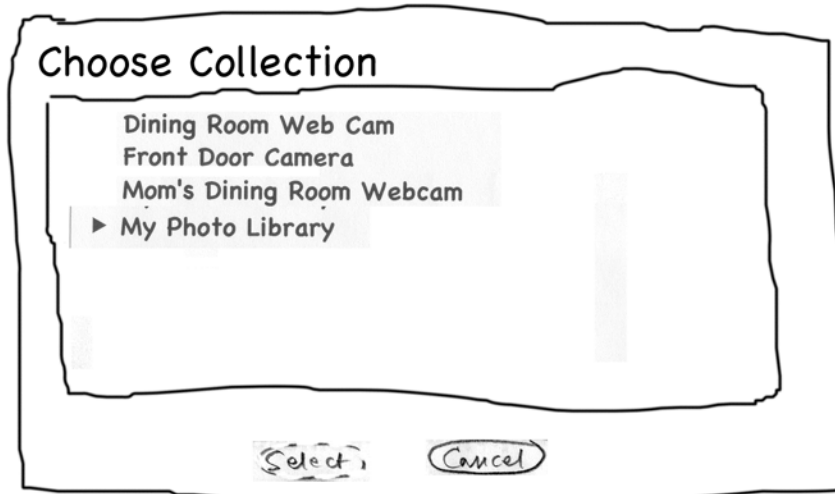 Choose Collection
Dining Room Web Cam
Front Door Camera
Mom's Dining Room Webcam
My Photo Library
Select Cancel